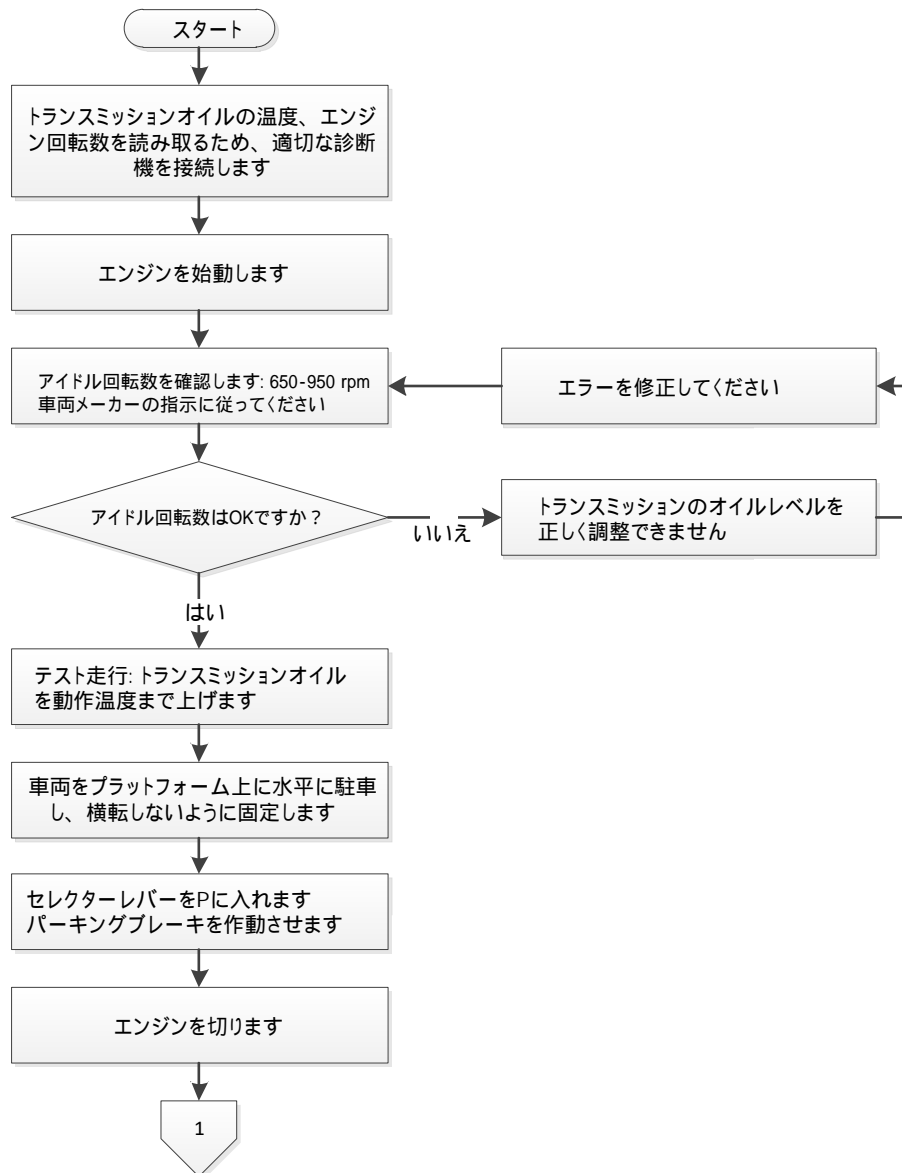 スタート
トランスミッションオイルの温度、エンジ
ン回転数を読み取るため、適切な診断
機を接続します
エンジンを始動します
アイドル回転数を確認します: 650-950 rpm
車両メーカーの指示に従ってください
エラーを修正してください
アイドル回転数はOKですか？
いいえ
トランスミッションのオイルレベルを
正しく調整できません
はい
テスト走行: トランスミッションオイル
を動作温度まで上げます
車両をプラットフォーム上に水平に駐車
し、横転しないように固定します
セレクターレバーをPに入れます
パーキングブレーキを作動させます
エンジンを切ります
1